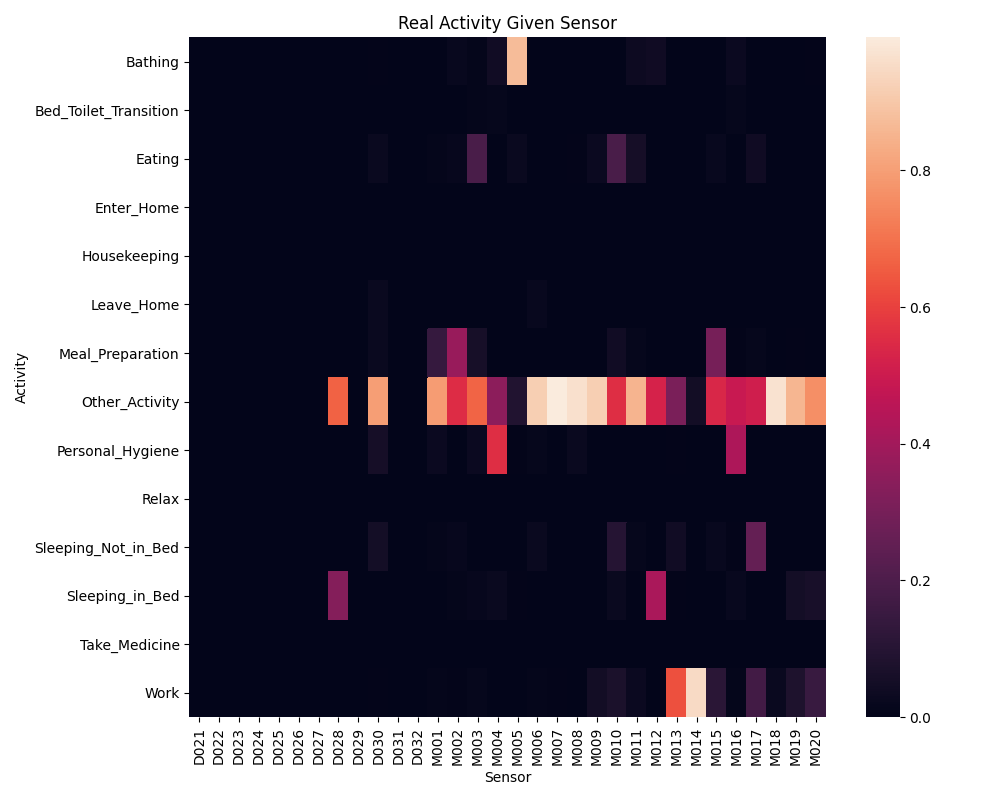 Real Activity Given Sensor
Activity
Bathing
Bed_Toilet_Transition
Eating
Enter_Home
Housekeeping
Leave_Home
Meal_Preparation
Other_Activity
Personal_Hygiene
Relax
Sleeping_Not_in_Bed
Sleeping_in_Bed
Take_Medicine
Work
D021
D022
D023
D024
D025
D026
D027
D028
D029
D030
D031
D032
M001
M002
M003
M004
M005
M006
M007
M008
M009
M010
M011
M012
M013
M014
M015
M016
M017
M018
M019
M020
Sensor
0.8
0.6
0.4
0.2
0.0